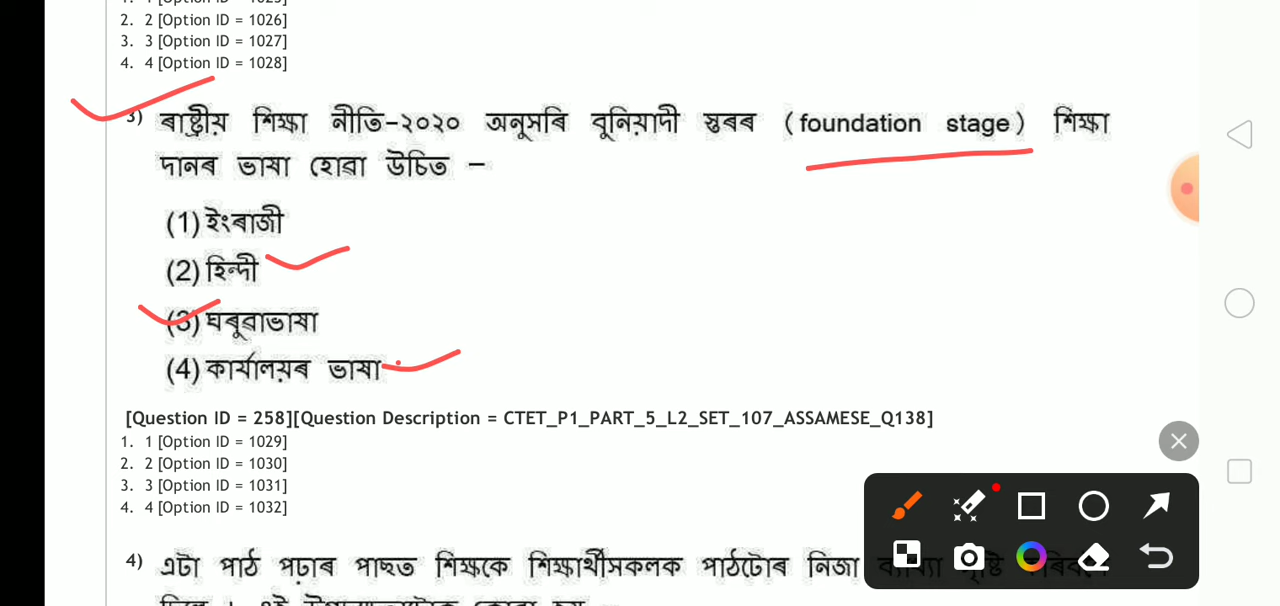 2. 2 [Option ID = 1026]
3. 3 [Option ID = 1027]
4. 4 [Option ID = 1028]
3) ৰাষ্ট্ৰীয় শিক্ষা নীতি-২০২০ অনুসৰি বুনিয়াদী স্তৰৰ (foundation stage) শিক্ষা
দানৰ ভাষা হোৱা উচিত –
(1) ইংৰাজী
(2) হিন্দী
(3) ঘৰুৱাভাষা
(4) কাৰ্যালয়ৰ ভাষা
[Question ID = 258][Question Description = CTET_P1_PART_5_L2_SET_107_ASSAMESE_Q138]
1. 1 [Option ID = 1029]
2. 2 [Option ID = 1030]
3. 3 [Option ID = 1031]
4. 4 [Option ID = 1032]
4) এটা পাঠ পঢ়াৰ পাছত শিক্ষকে শিক্ষাৰ্থীসকলক পাঠটোৰ নিজা